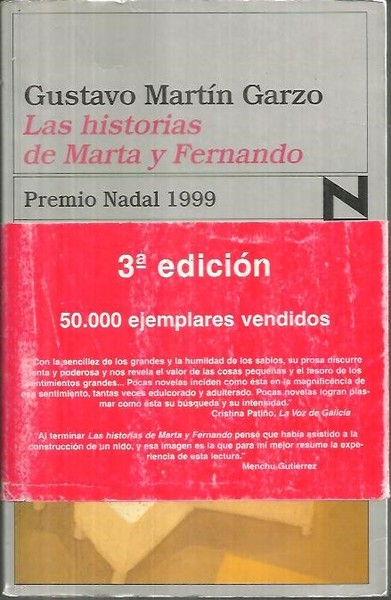 Gustavo Martín Garzo
Las historias
de Marta y Fernando
Premio Nadal 1999
N
3ª edición
50.000 ejemplares vendidos
"Con la sencillez de los grandes y la humildad de los sabios, su prosa discurre
lenta y poderosa y nos revela el valor de las cosas pequeñas y el tesoro de los
sentimientos grandes... Pocas novelas inciden como ésta en la magnificencia de
ese sentimiento, tantas veces edulcorado y adulterado. Pocas novelas logran plas-
mar como ésta su búsqueda y su intensidad."
Cristina Patiño, La Voz de Galicia
"Al terminar Las historias de Marta y Fernando pensé que había asistido a la
construcción de un nido, y esa imagen es la que para mí mejor resume la expe-
riencia de esta lectura."
Menchu Gutiérrez